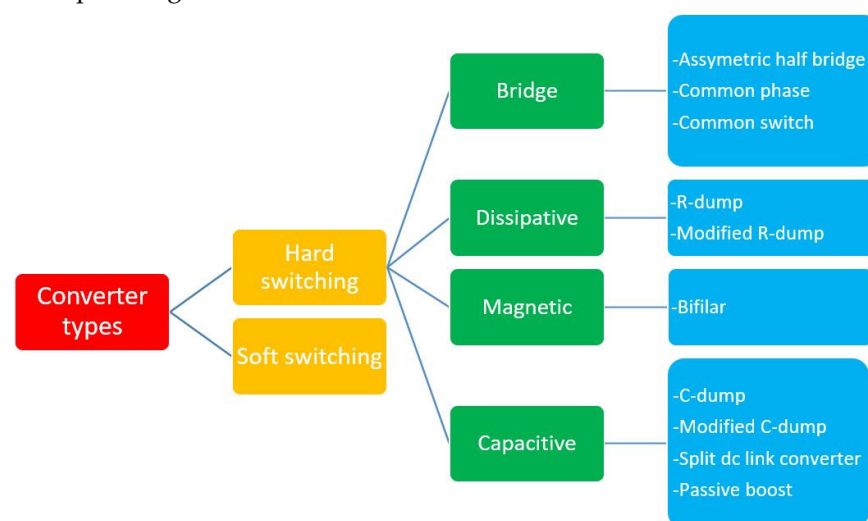 Converter
types
Hard
switching
Soft switching
Bridge
Dissipative
Magnetic
Capacitive
-Assymetric half bridge
-Common phase
-Common switch
-R-dump
-Modified R-dump
-Bifilar
-C-dump
-Modified C-dump
-Split dc link converter
-Passive boost